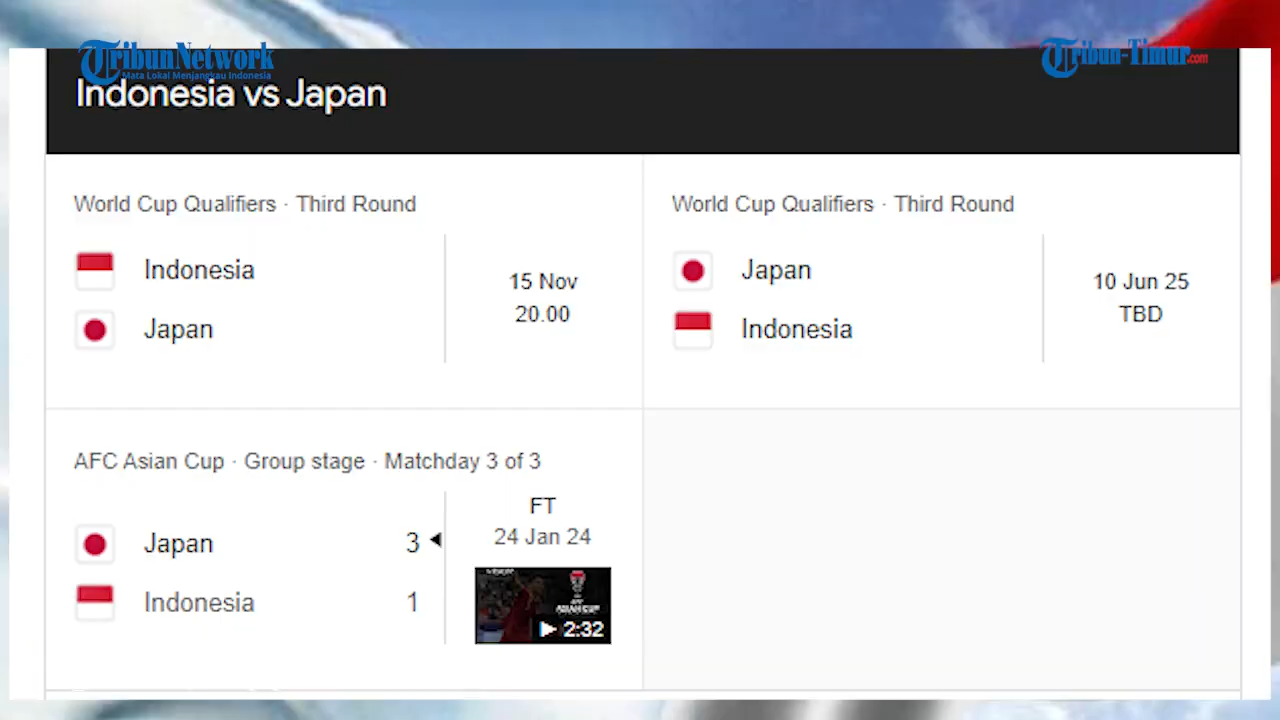 TribunNetwork
Mata Lokal Menjangkau Indonesia
Tribun-Timur.com
Indonesia vs Japan
World Cup Qualifiers · Third Round
Indonesia
Japan
15 Nov
20.00
World Cup Qualifiers · Third Round
Japan
Indonesia
10 Jun 25
TBD
AFC Asian Cup · Group stage · Matchday 3 of 3
Japan 3
Indonesia 1
FT
24 Jan 24
ASIAN CUP
2:32